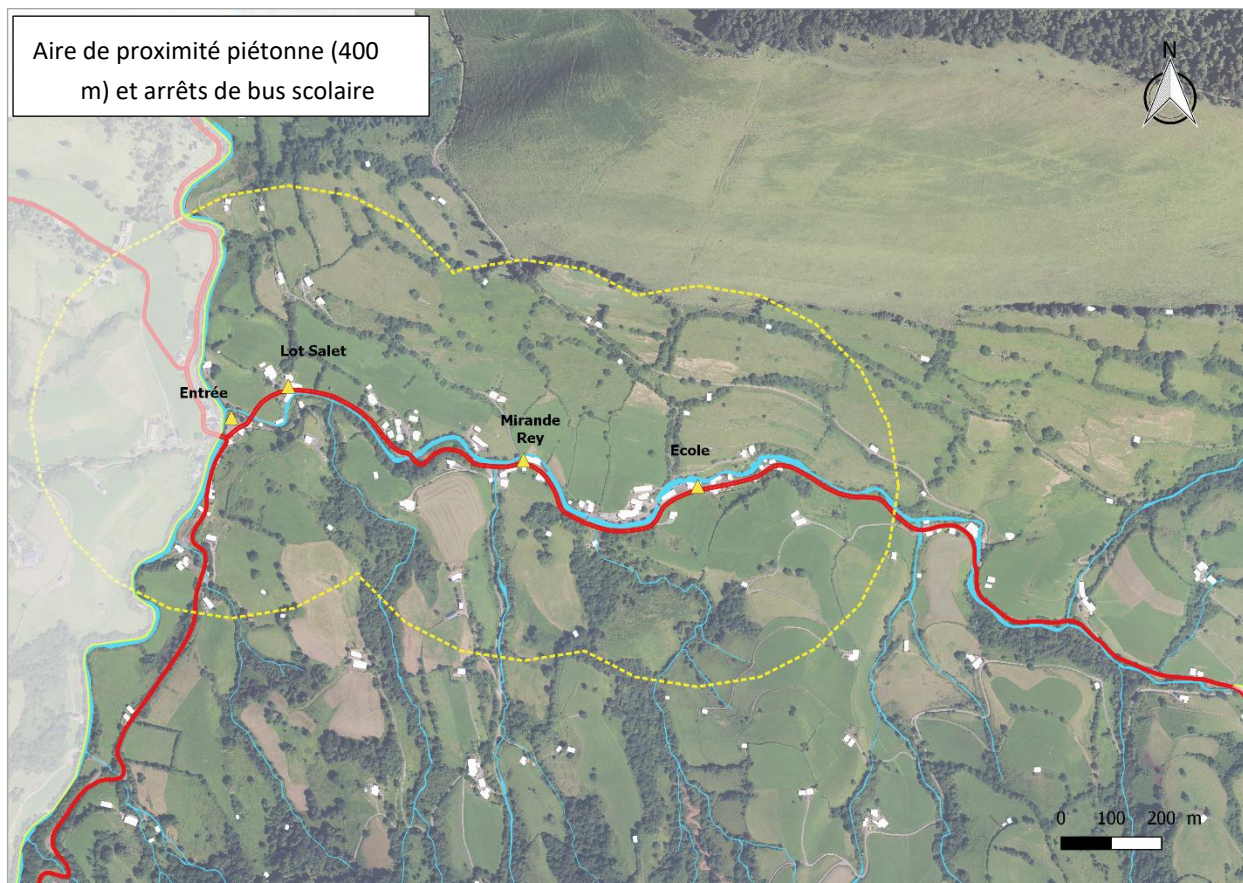 Aire de proximité piétonne (400
m) et arrêts de bus scolaire
N
Lot Salet
Entrée
Mirande
Rey
Ecole
0 100 200 m